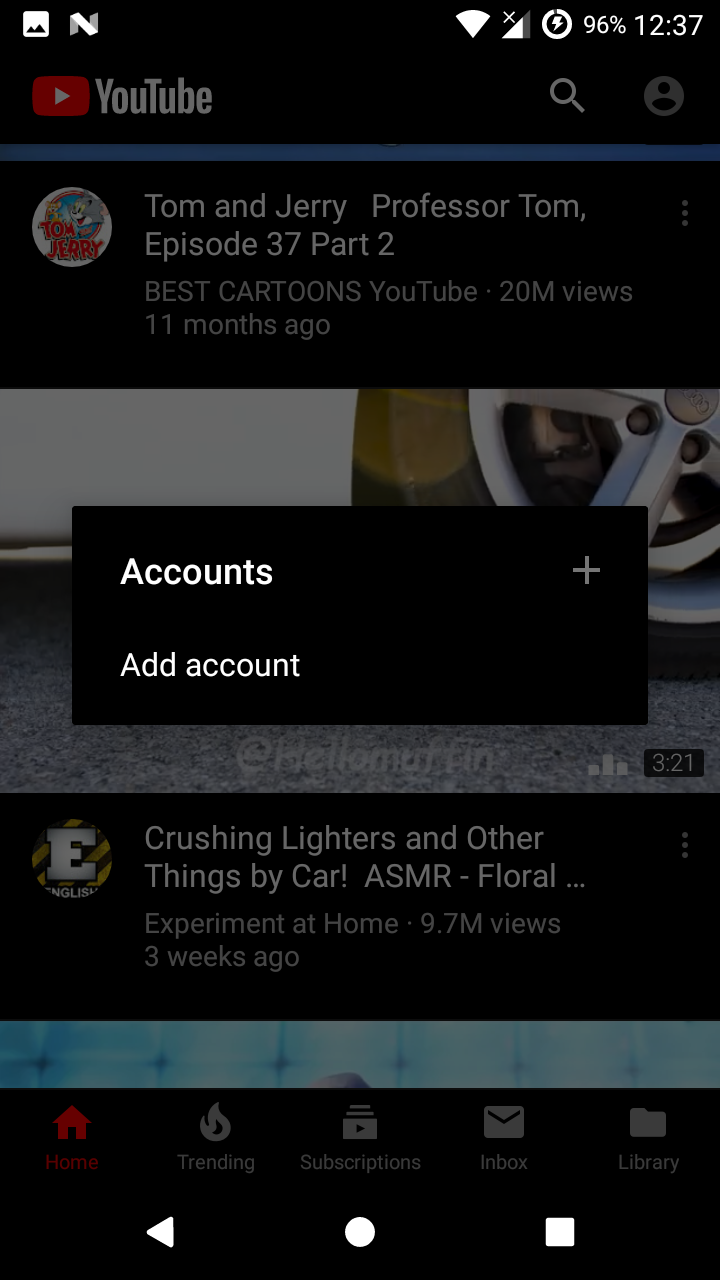 96% 12:37
YouTube
Tom and Jerry Professor Tom,
Episode 37 Part 2
BEST CARTOONS YouTube · 20M views
11 months ago
TOM
JERRY
Accounts
Add account
@Hellomuffin
3:21
Crushing Lighters and Other
Things by Car! ASMR - Floral ...
Experiment at Home · 9.7M views
3 weeks ago
E
ENGLISH
Home
Trending
Subscriptions
Inbox
Library